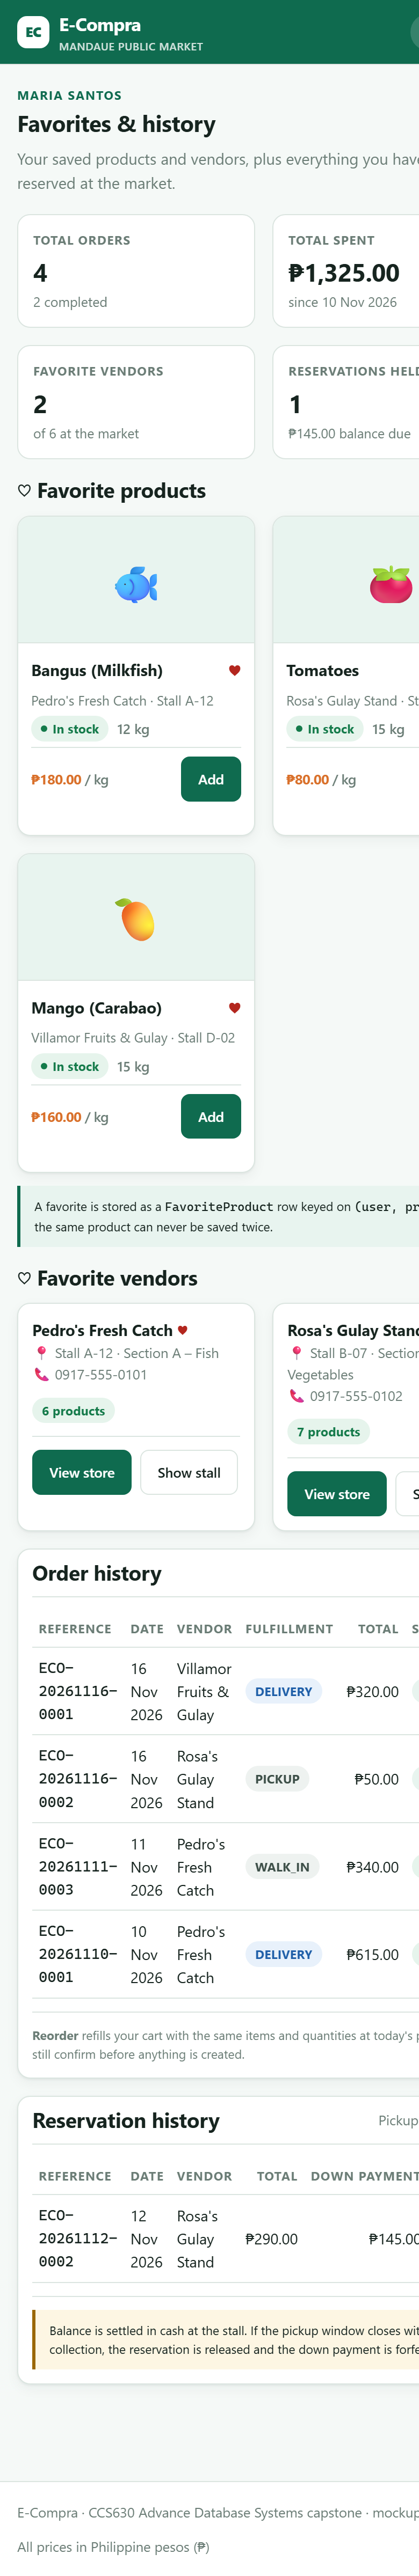 EC
E-Compra
MANDAUE PUBLIC MARKET
MARIA SANTOS
Favorites & history
Your saved products and vendors, plus everything you have
reserved at the market.
TOTAL ORDERS
4
2 completed
TOTAL SPENT
₱1,325.00
since 10 Nov 2026
FAVORITE VENDORS
2
of 6 at the market
RESERVATIONS HELD
1
₱145.00 balance due
♡ Favorite products
Bangus (Milkfish)
Pedro's Fresh Catch · Stall A-12
In stock 12 kg
₱180.00 / kg
Add
Tomatoes
Rosa's Gulay Stand ·
In stock 15 kg
₱80.00 / kg
Mango (Carabao)
Villamor Fruits & Gulay · Stall D-02
In stock 15 kg
₱160.00 / kg
Add
A favorite is stored as a FavoriteProduct row keyed on (user, pr
the same product can never be saved twice.
♡ Favorite vendors
Pedro's Fresh Catch
Stall A-12 · Section A – Fish
0917-555-0101
6 products
View store
Show stall
Rosa's Gulay Stand
Stall B-07 · Section
Vegetables
0917-555-0102
7 products
View store
S
Order history
REFERENCE DATE VENDOR FULFILLMENT TOTAL S
ECO-20261116-0001 16 Nov 2026 Villamor Fruits & Gulay DELIVERY ₱320.00
ECO-20261116-0002 16 Nov 2026 Rosa's Gulay Stand PICKUP ₱50.00
ECO-20261111-0003 11 Nov 2026 Pedro's Fresh Catch WALK_IN ₱340.00
ECO-20261110-0001 10 Nov 2026 Pedro's Fresh Catch DELIVERY ₱615.00
Reorder refills your cart with the same items and quantities at today's p
still confirm before anything is created.
Reservation history
Pickup
REFERENCE DATE VENDOR TOTAL DOWN PAYMENT
ECO-20261112-0002 12 Nov 2026 Rosa's Gulay Stand ₱290.00 ₱145.00
Balance is settled in cash at the stall. If the pickup window closes wit
collection, the reservation is released and the down payment is forfe
E-Compra · CCS630 Advance Database Systems capstone · mockup
All prices in Philippine pesos (₱)